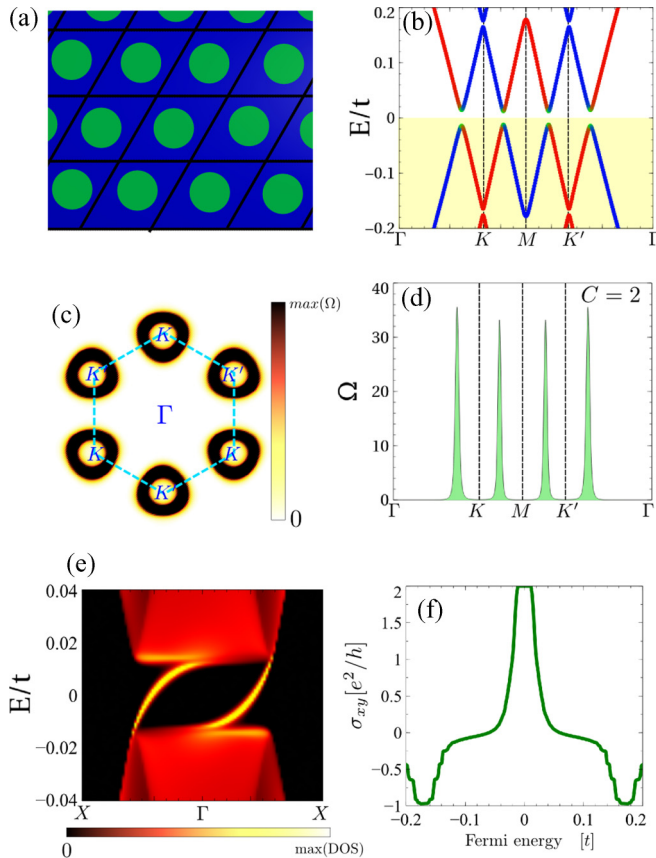 (a)
(b)
E/t
0.2
0.1
0
−0.1
−0.2
Γ K M K′ Γ
(c)
K
K K′
Γ
K K
K
max(Ω)
0
(d)
C = 2
Ω
40
30
20
10
0
Γ K M K′ Γ
(e)
E/t
0.04
0.02
0
−0.02
−0.04
X Γ X
0 max(DOS)
(f)
σxy[e²/h]
2
1.5
1
0.5
0
−0.5
−1
−0.2 −0.1 0 0.1 0.2
Fermi energy [t]